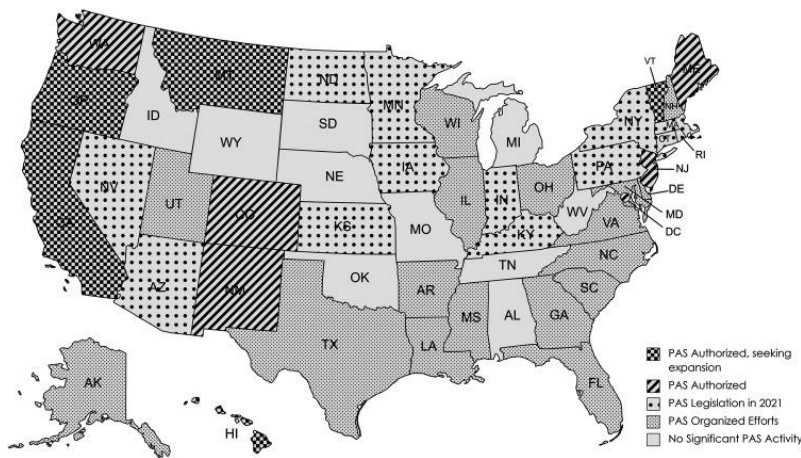 WA
MT
ND
MN
ME
VT
NH
OR
ID
SD
WI
MI
NY
MA
CT
RI
WY
IA
PA
NJ
NE
NV
UT
CO
IL
IN
OH
DE
MD
DC
CA
KS
MO
KY
WV
VA
AZ
NM
OK
TN
NC
AR
SC
TX
LA
MS
AL
GA
FL
AK
HI
PAS Authorized, seeking
expansion
PAS Authorized
PAS Legislation in 2021
PAS Organized Efforts
No Significant PAS Activity